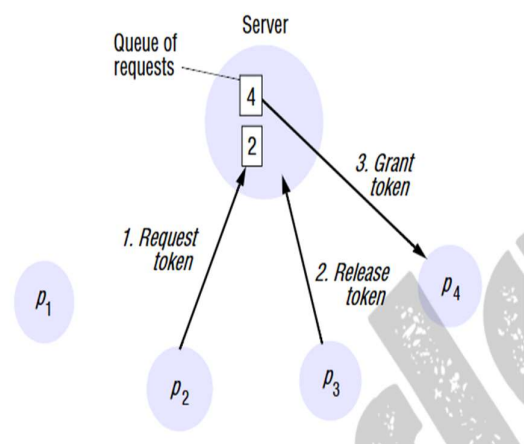 Server
Queue of
requests
4
2
3. Grant
token
1. Request
token
2. Release
token
p1
p2
p3
p4